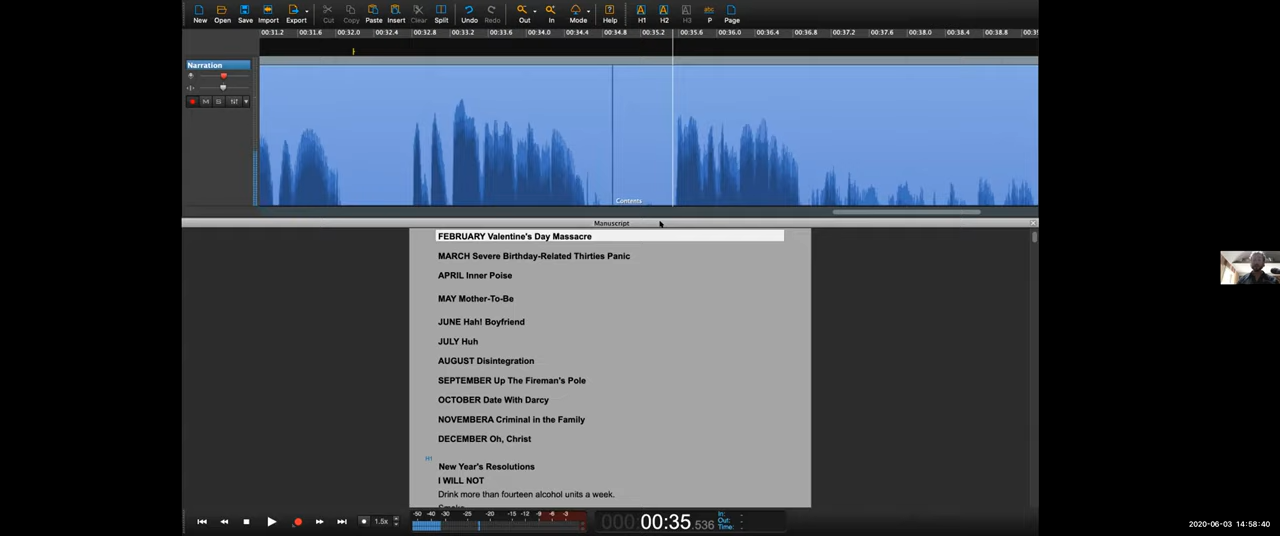 New Open Save Import Export Cut Copy Paste Insert Clear Split Undo Redo Out In Mode Help H1 H2 H3 abc P Page
00:31.2 00:31.6 00:32.0 00:32.4 00:32.8 00:33.2 00:33.6 00:34.0 00:34.4 00:34.8 00:35.2 00:35.6 00:36.0 00:36.4 00:36.8 00:37.2 00:37.6 00:38.0 00:38.4 00:38.8
Narration
M S
Contents
Manuscript
FEBRUARY Valentine's Day Massacre
MARCH Severe Birthday-Related Thirties Panic
APRIL Inner Poise
MAY Mother-To-Be
JUNE Hah! Boyfriend
JULY Huh
AUGUST Disintegration
SEPTEMBER Up The Fireman's Pole
OCTOBER Date With Darcy
NOVEMBERA Criminal in the Family
DECEMBER Oh, Christ
H1
New Year's Resolutions
I WILL NOT
Drink more than fourteen alcohol units a week.
1.5x
-50 -40 -30 -21 -15 -12 -9 -6 -3
000:00:35.536
In: -
Out: -
Time: -
2020-06-03 14:58:40